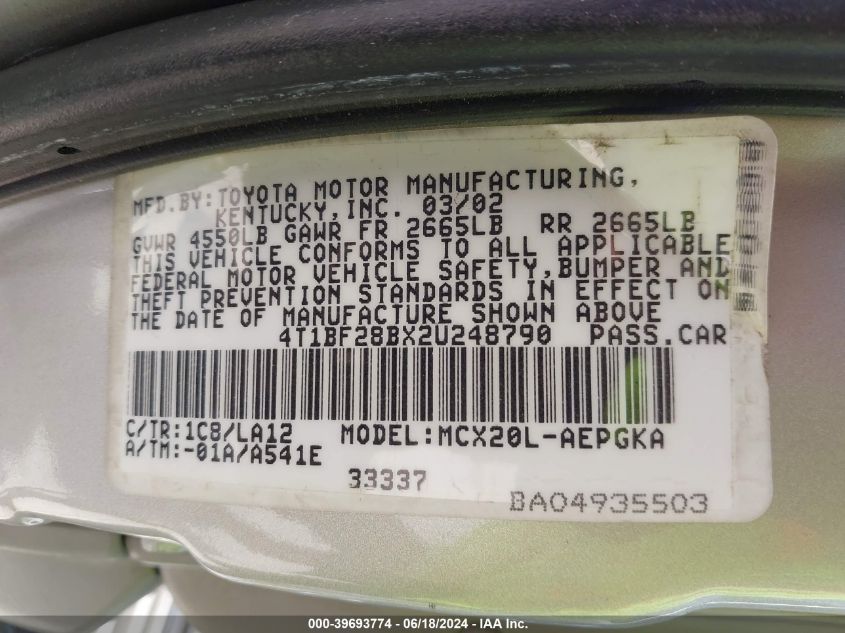 MFD.BY:TOYOTA MOTOR MANUFACTURING,
KENTUCKY,INC. 03/02
GVWR 4550LB GAWR FR 2665LB RR 2665LB
THIS VEHICLE CONFORMS TO ALL APPLICABLE
FEDERAL MOTOR VEHICLE SAFETY,BUMPER AND
THEFT PREVENTION STANDARDS IN EFFECT ON
THE DATE OF MANUFACTURE SHOWN ABOVE
4T1BF28BX2U248790 PASS.CAR
C/TR:1C8/LA12 MODEL:MCX20L-AEPGKA
A/TM:-01A/A541E
33337
BA04935503
000-39693774 - 06/18/2024 - IAA Inc.